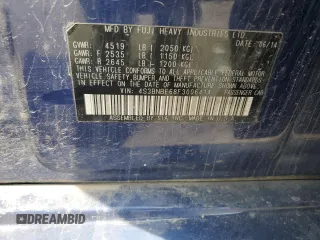 MFD BY FUJI HEAVY INDUSTRIES LTD. DATE: 06/14
GVWR: 4519 LB ( 2050 KG)
GAWR: F 2535 LB ( 1150 KG)
GAWR: R 2645 LB ( 1200 KG)
THIS VEHICLE CONFORMS TO ALL APPLICABLE FEDERAL MOTOR
VEHICLE SAFETY, BUMPER, AND THEFT PREVENTION STANDARDS
IN EFFECT ON THE DATE OF MANUFACTURE SHOWN ABOVE.
VIN: PASSENGER CAR
DREAMBID